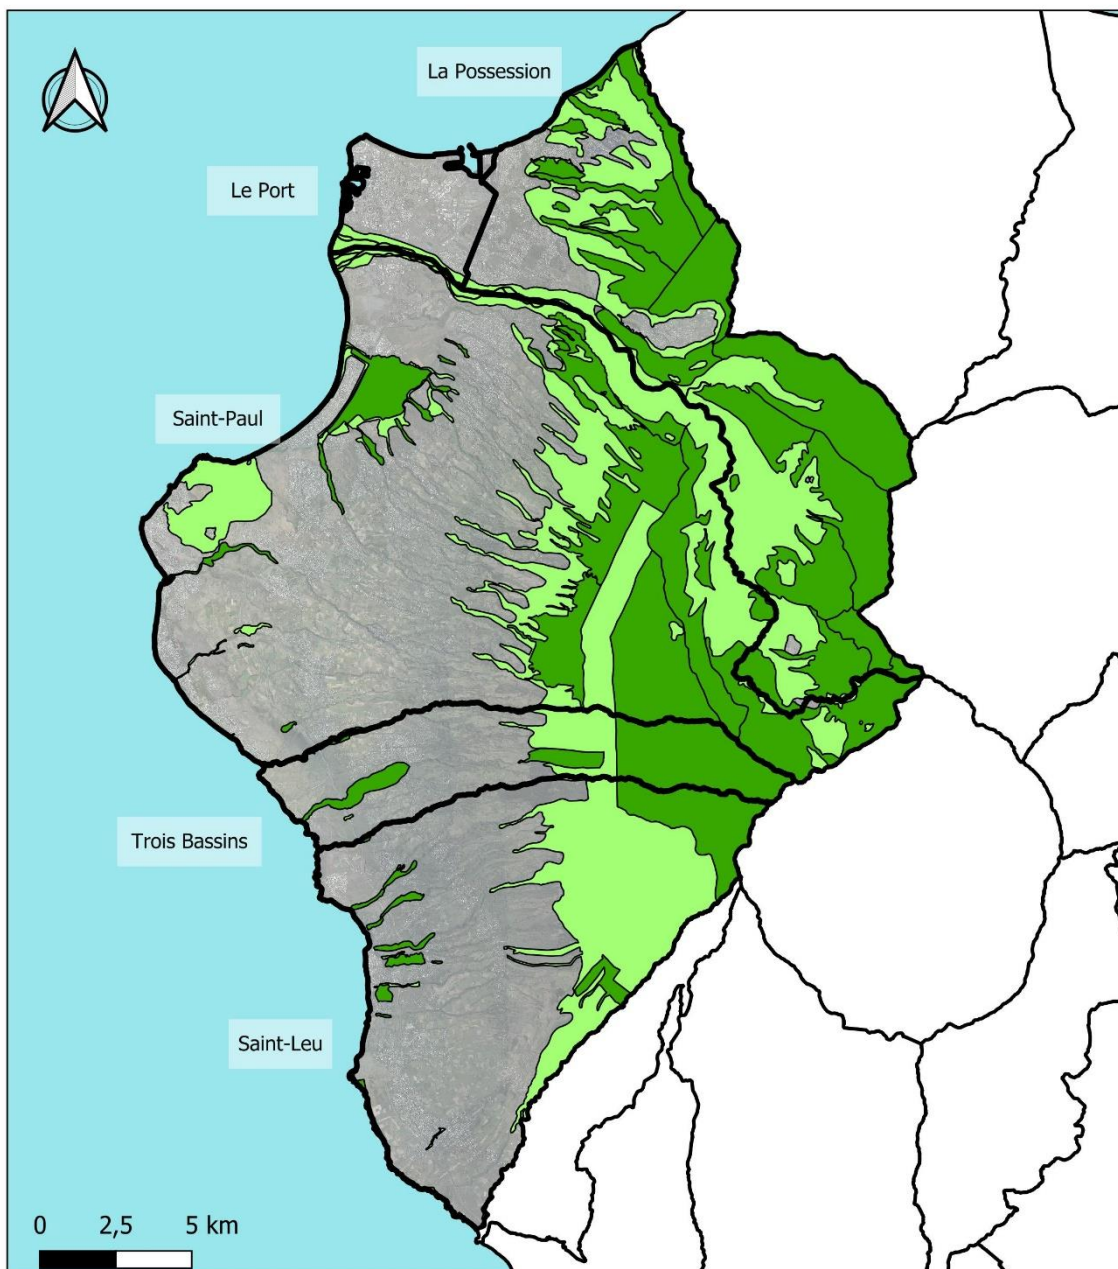 La Possession
Le Port
Saint-Paul
Trois Bassins
Saint-Leu
0 2,5 5 km